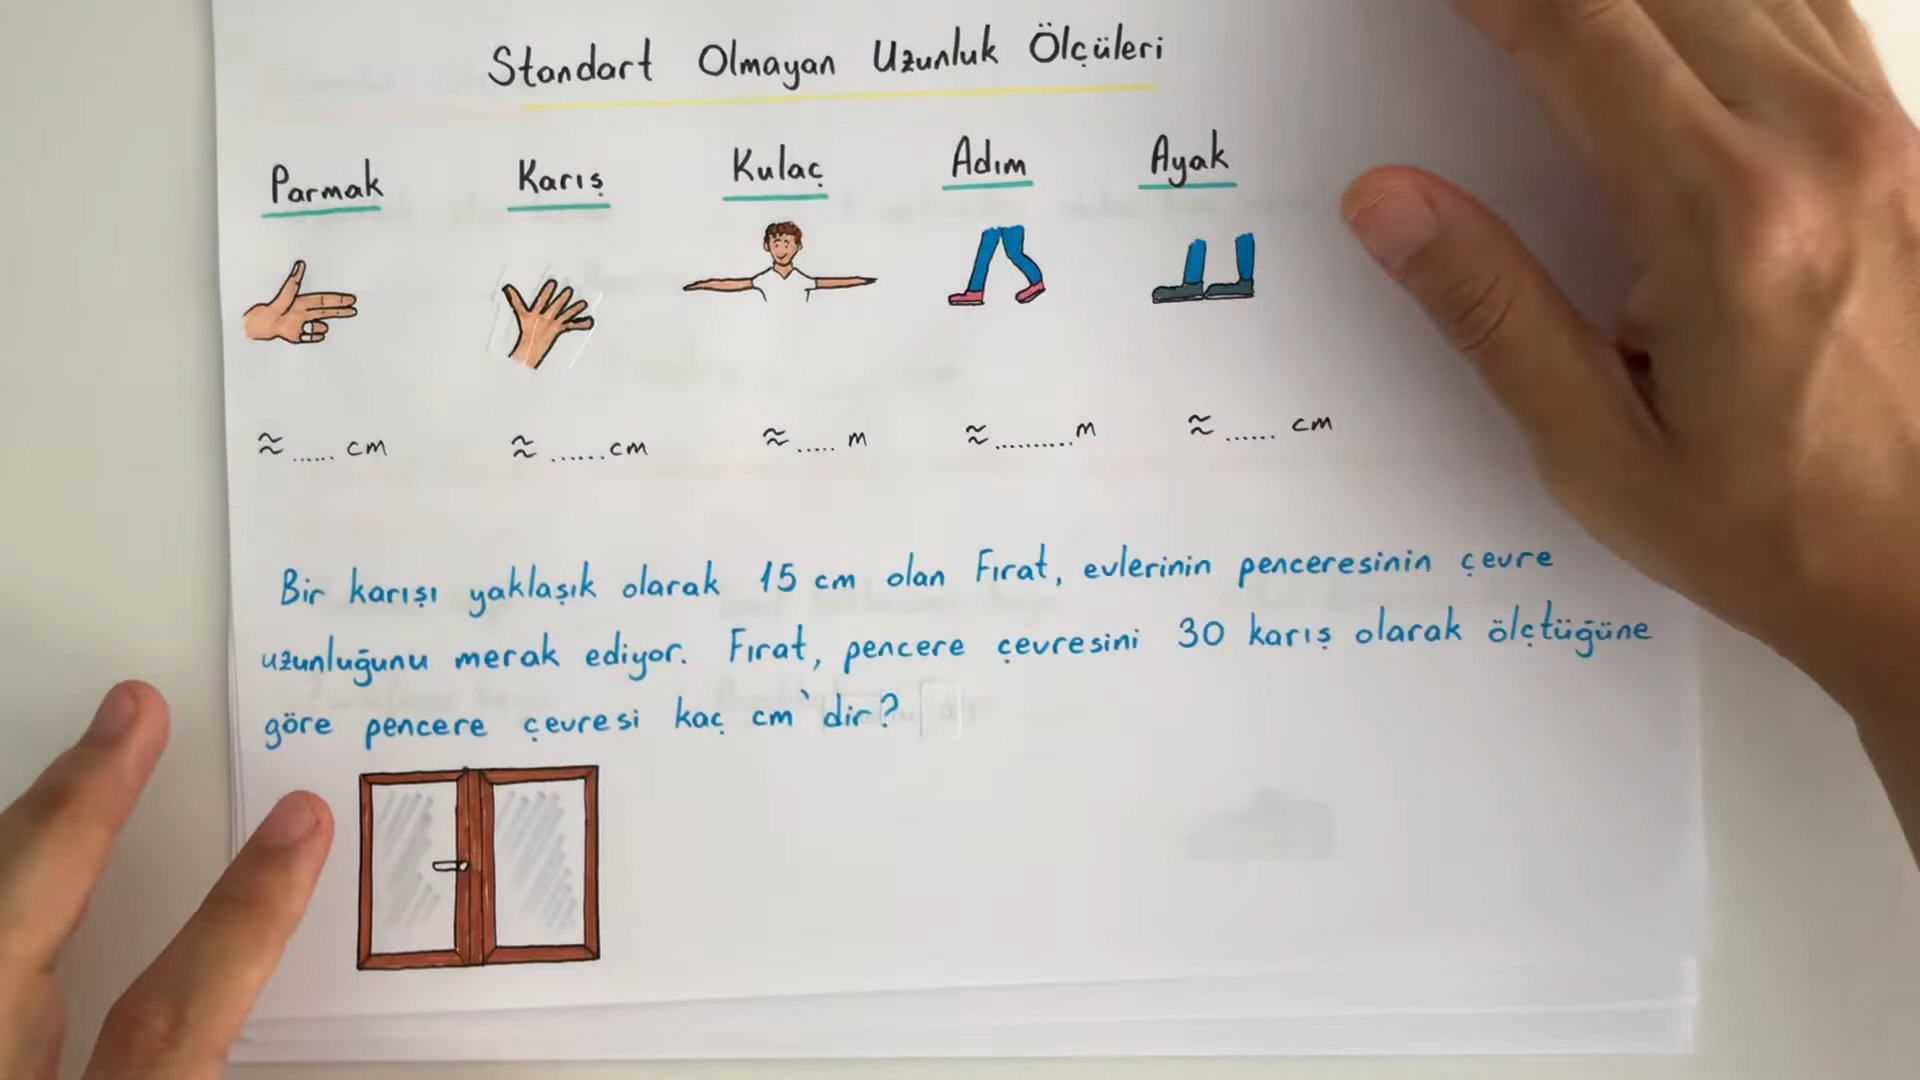 Standart Olmayan Uzunluk Ölçüleri
Parmak Karış Kulaç Adım Ayak
≈ ...... cm ≈ ...... cm ≈ ..... m ≈ .......... m ≈ ...... cm
Bir karışı yaklaşık olarak 15 cm olan Fırat, evlerinin penceresinin çevre
uzunluğunu merak ediyor. Fırat, pencere çevresini 30 karış olarak ölçtüğüne
göre pencere çevresi kaç cm'dir?